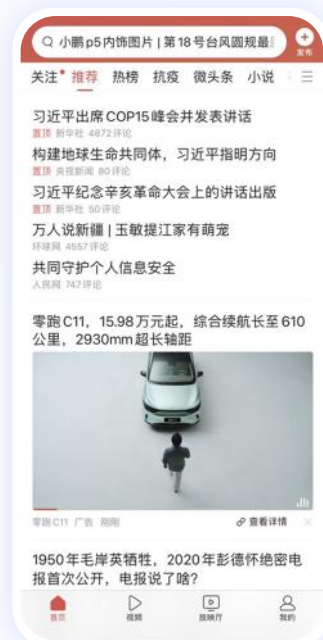 小鹏p5内饰图片 | 第18号台风圆规最
发布
关注 推荐 热榜 抗疫 微头条 小说
习近平出席COP15峰会并发表讲话
置顶 新华社 4872评论
构建地球生命共同体，习近平指明方向
置顶 央视新闻 80评论
习近平纪念辛亥革命大会上的讲话出版
置顶 新华社 50评论
万人说新疆 | 玉敏提江家有萌宠
环球网 4557评论
共同守护个人信息安全
人民网 747评论
零跑C11，15.98万元起，综合续航长至610
公里，2930mm超长轴距
零跑C11 广告 刚刚 查看详情
1950年毛岸英牺牲，2020年彭德怀绝密电
报首次公开，电报说了啥？
首页 视频 放映厅 我的